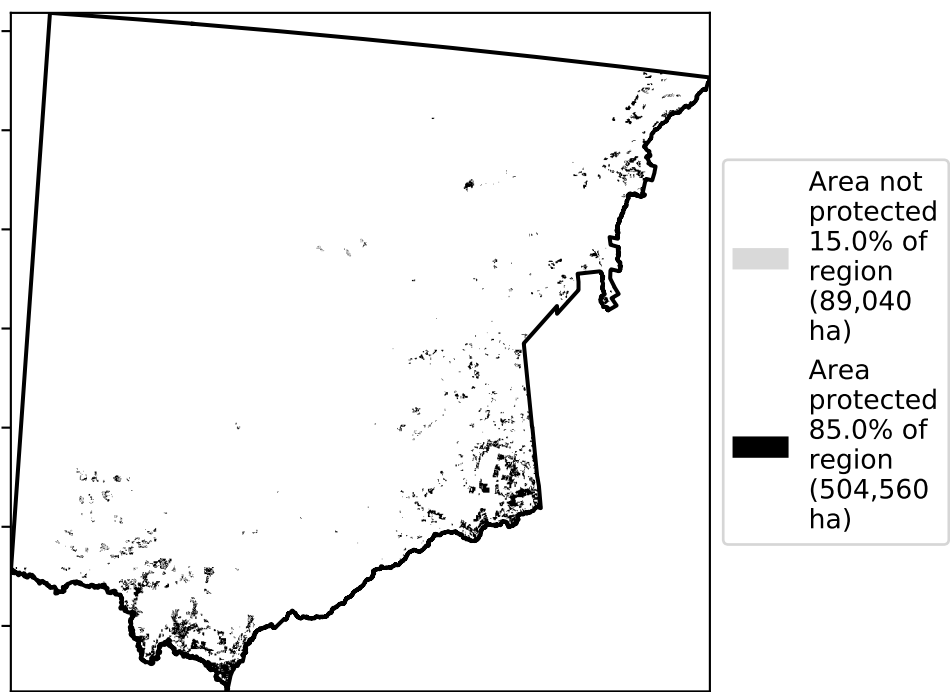 Area not
protected
15.0% of
region
(89,040
ha)
Area
protected
85.0% of
region
(504,560
ha)